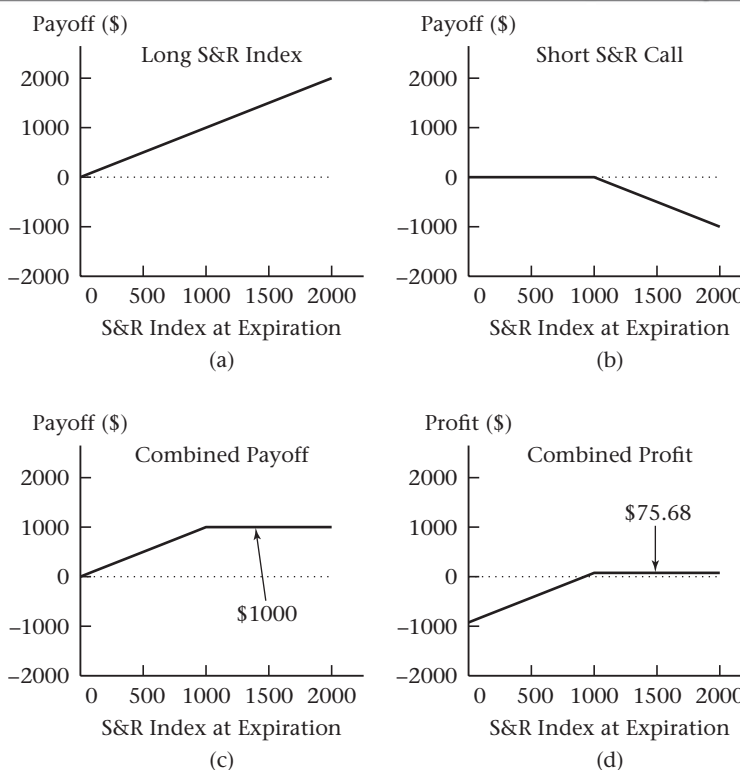 Payoff ($)
Long S&R Index
2000
1000
0
–1000
–2000
0 500 1000 1500 2000
S&R Index at Expiration
(a)
Payoff ($)
Short S&R Call
2000
1000
0
–1000
–2000
0 500 1000 1500 2000
S&R Index at Expiration
(b)
Payoff ($)
Combined Payoff
2000
1000
0
$1000
–1000
–2000
0 500 1000 1500 2000
S&R Index at Expiration
(c)
Profit ($)
Combined Profit
2000
$75.68
1000
0
–1000
–2000
0 500 1000 1500 2000
S&R Index at Expiration
(d)